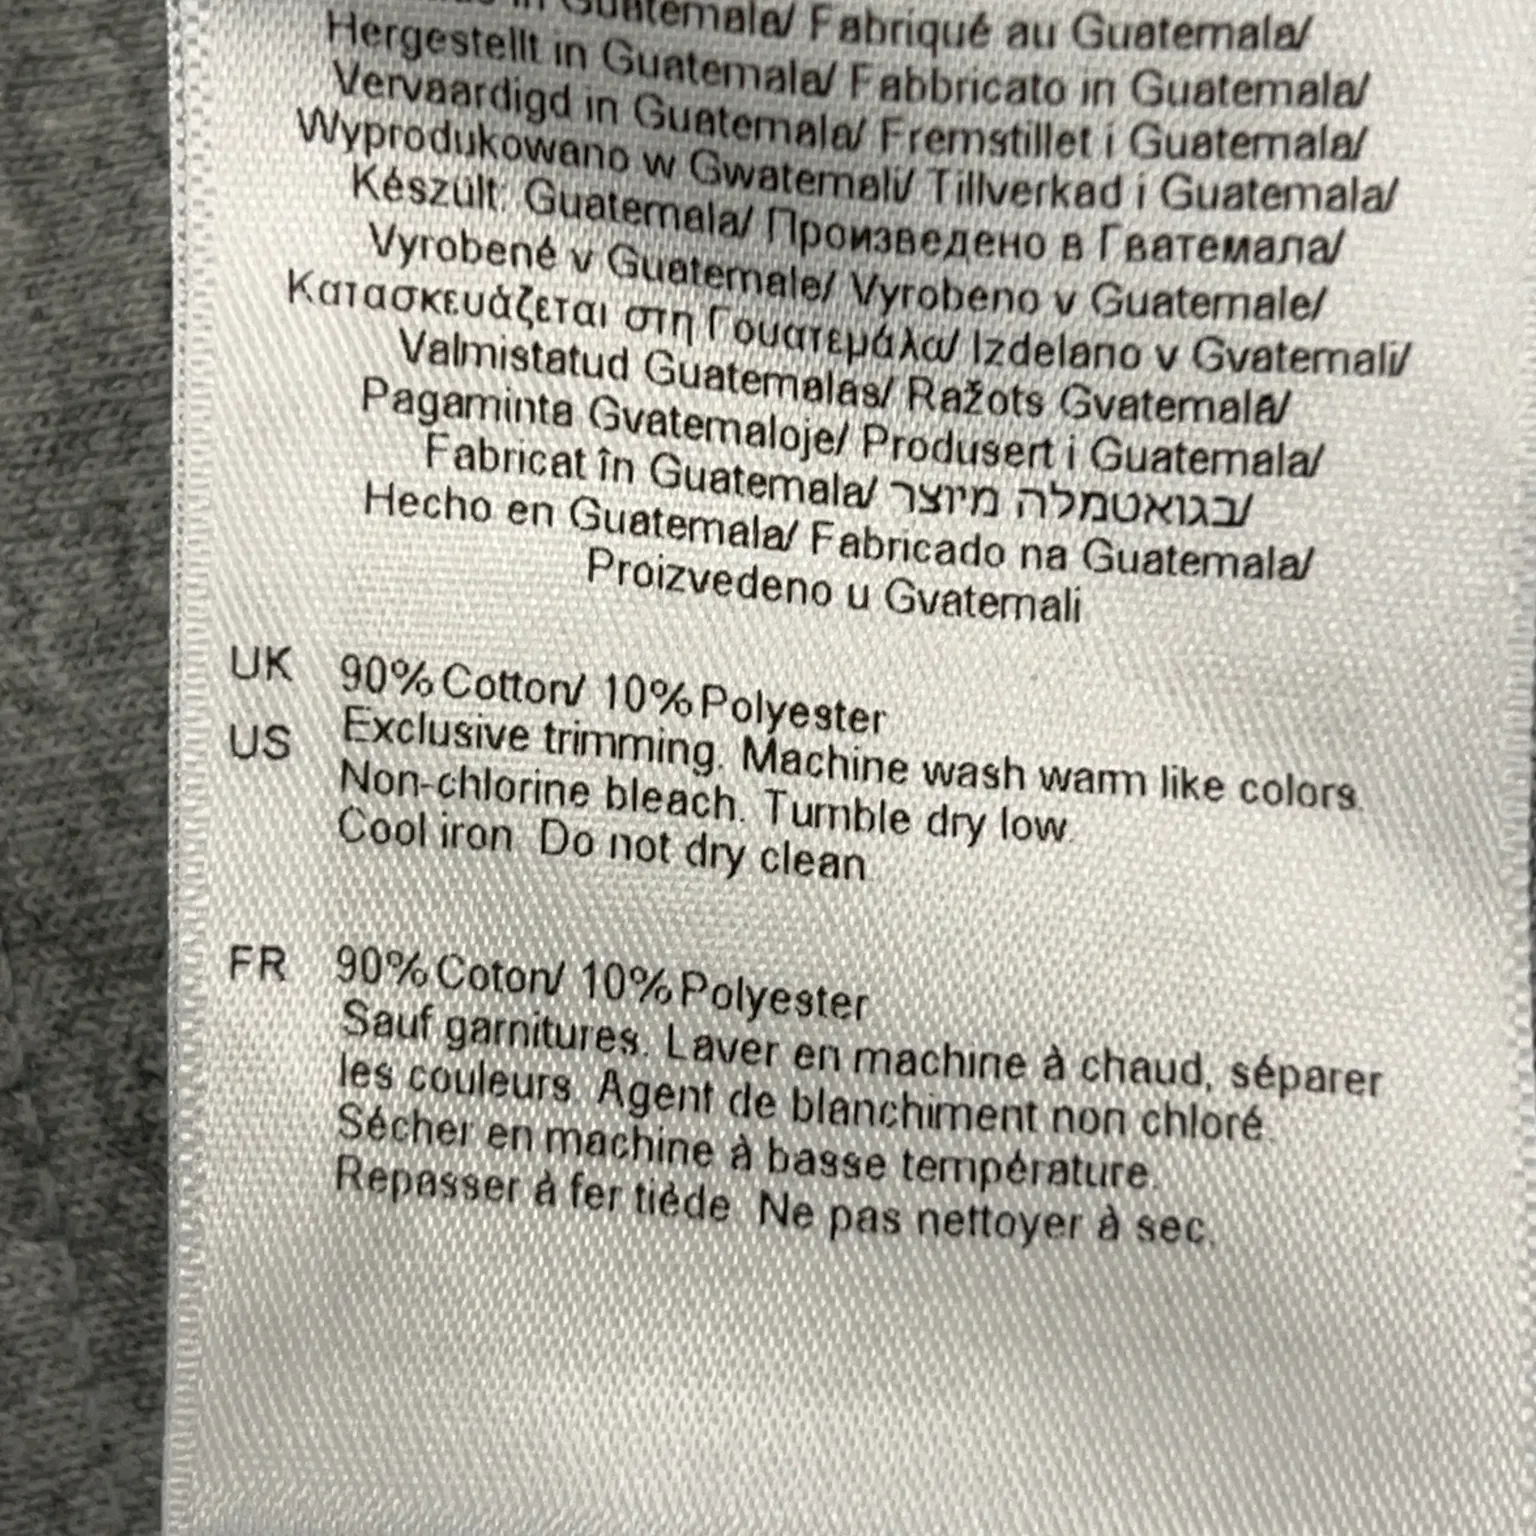 in Guatemala/ Fabriqué au Guatemala/
Hergestellt in Guatemala/ Fabbricato in Guatemala/
Vervaardigd in Guatemala/ Fremstillet i Guatemala/
Wyprodukowano w Gwatemali/ Tillverkad i Guatemala/
Készült: Guatemala/ Произведено в Гватемала/
Vyrobené v Guatemale/ Vyrobeno v Guatemale/
Κατασκευάζεται στη Γουατεμάλα/ Izdelano v Gvatemali/
Valmistatud Guatemalas/ Ražots Gvatemalā/
Pagaminta Gvatemaloje/ Produsert i Guatemala/
Fabricat în Guatemala/ בגואטמלה מיוצר/
Hecho en Guatemala/ Fabricado na Guatemala/
Proizvedeno u Gvatemali
UK 90% Cotton/ 10% Polyester
US Exclusive trimming. Machine wash warm like colors.
Non-chlorine bleach. Tumble dry low.
Cool iron. Do not dry clean.
FR 90% Coton/ 10% Polyester
Sauf garnitures. Laver en machine à chaud, séparer
les couleurs. Agent de blanchiment non chloré.
Sécher en machine à basse température.
Repasser à fer tiède. Ne pas nettoyer à sec.